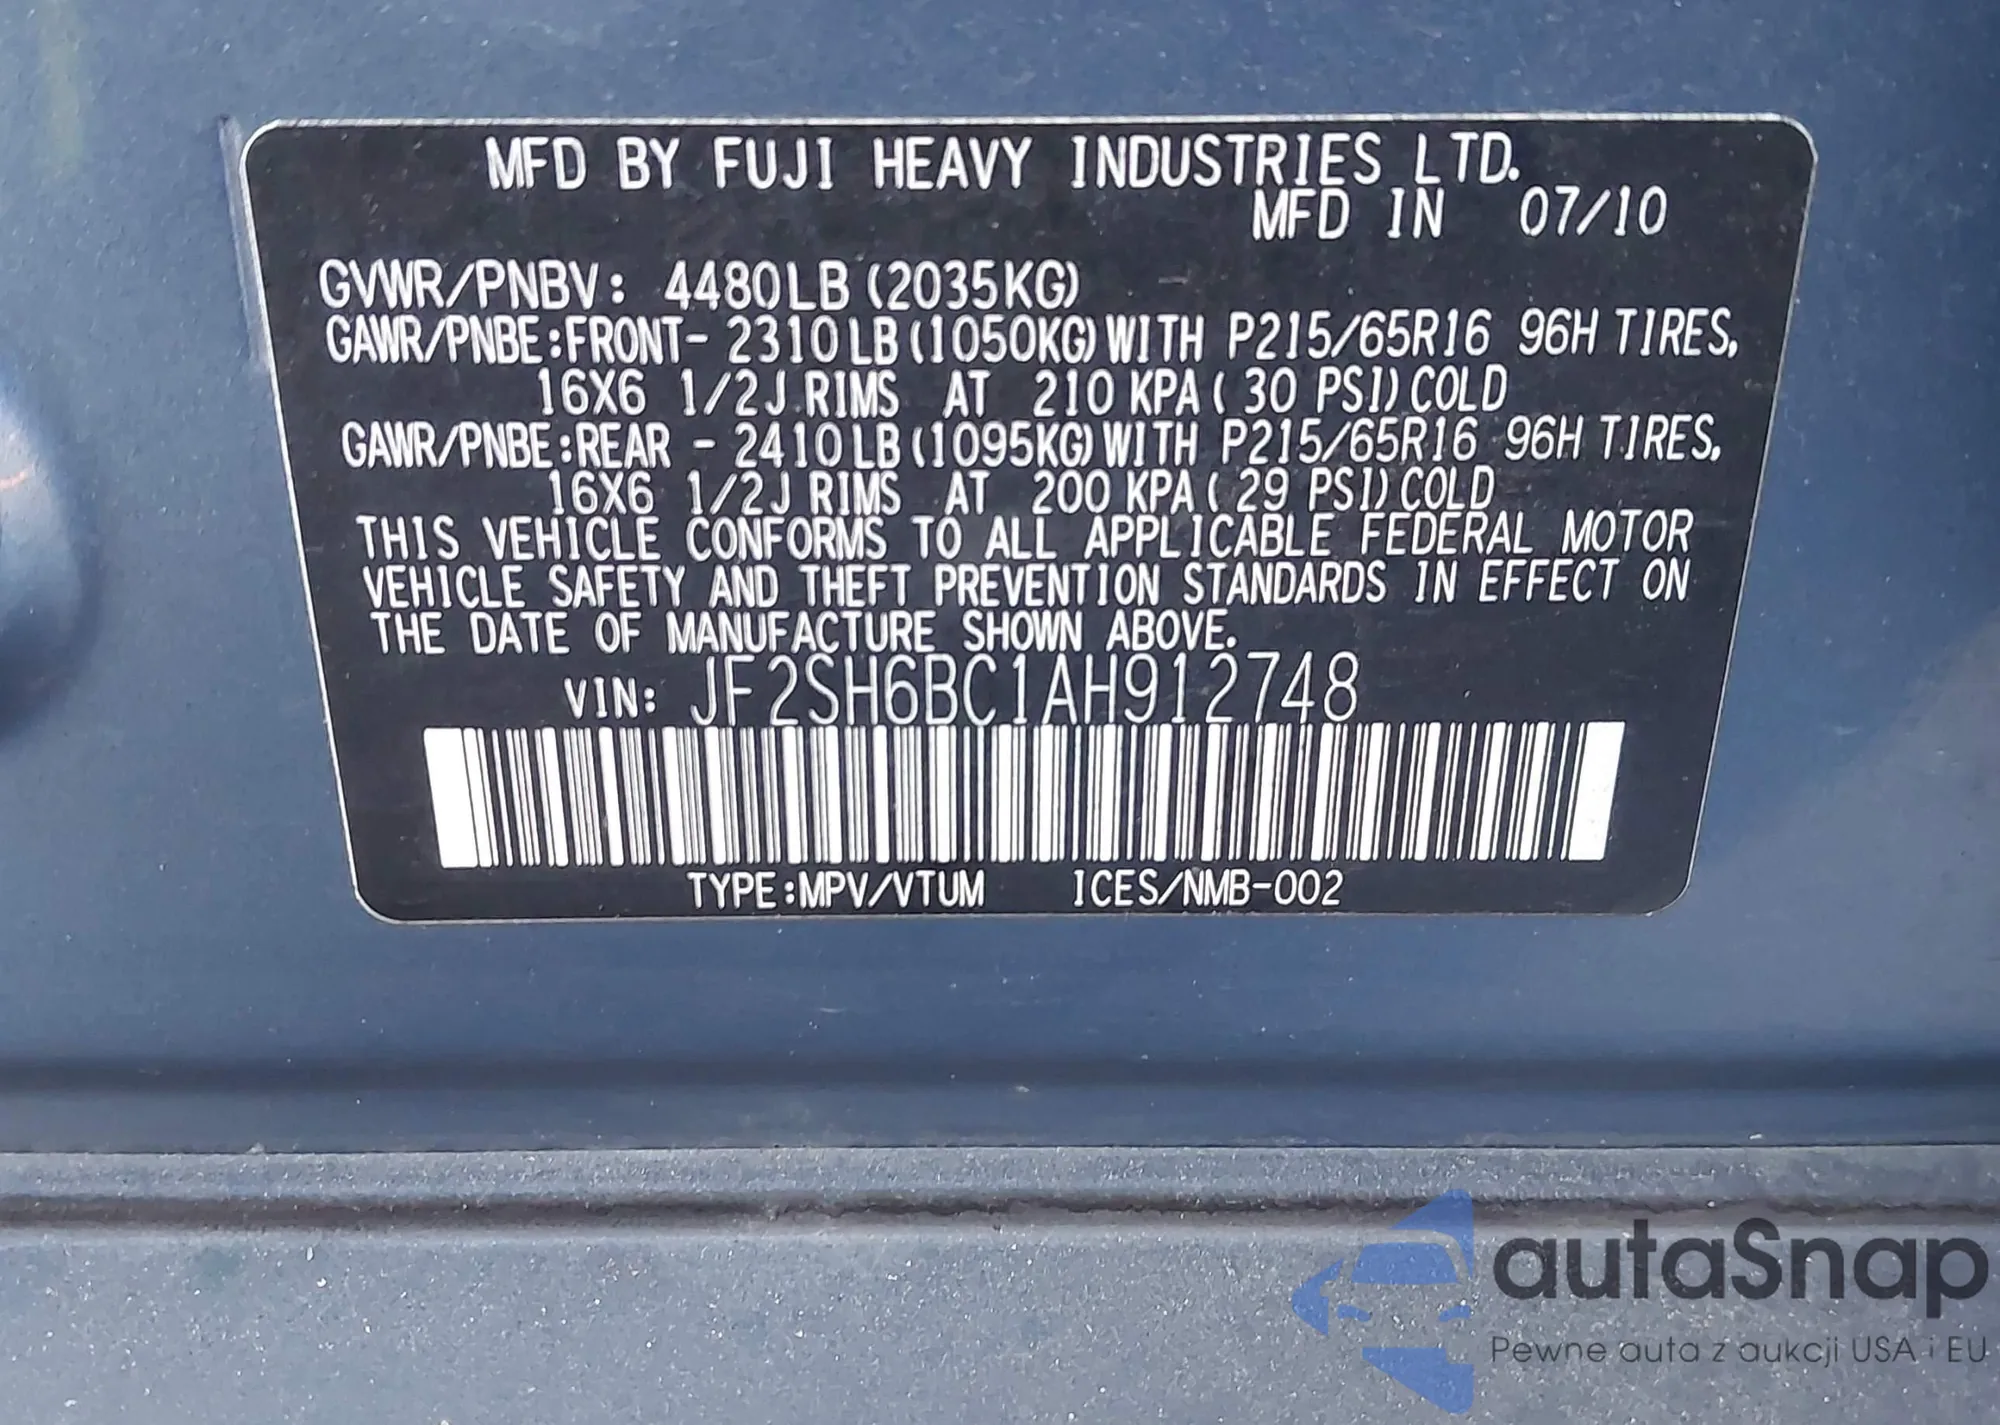 MFD BY FUJI HEAVY INDUSTRIES LTD.
MFD IN 07/10
GVWR/PNBV: 4480LB (2035KG)
GAWR/PNBE:FRONT- 2310LB(1050KG)WITH P215/65R16 96H TIRES,
16X6 1/2J RIMS AT 210 KPA( 30 PSI)COLD
GAWR/PNBE:REAR - 2410LB(1095KG)WITH P215/65R16 96H TIRES,
16X6 1/2J RIMS AT 200 KPA( 29 PSI)COLD
THIS VEHICLE CONFORMS TO ALL APPLICABLE FEDERAL MOTOR
VEHICLE SAFETY AND THEFT PREVENTION STANDARDS IN EFFECT ON
THE DATE OF MANUFACTURE SHOWN ABOVE.
VIN: JF2SH6BC1AH912748
TYPE:MPV/VTUM ICES/NMB-002
autaSnap
Pewne auta z aukcji USA i EU